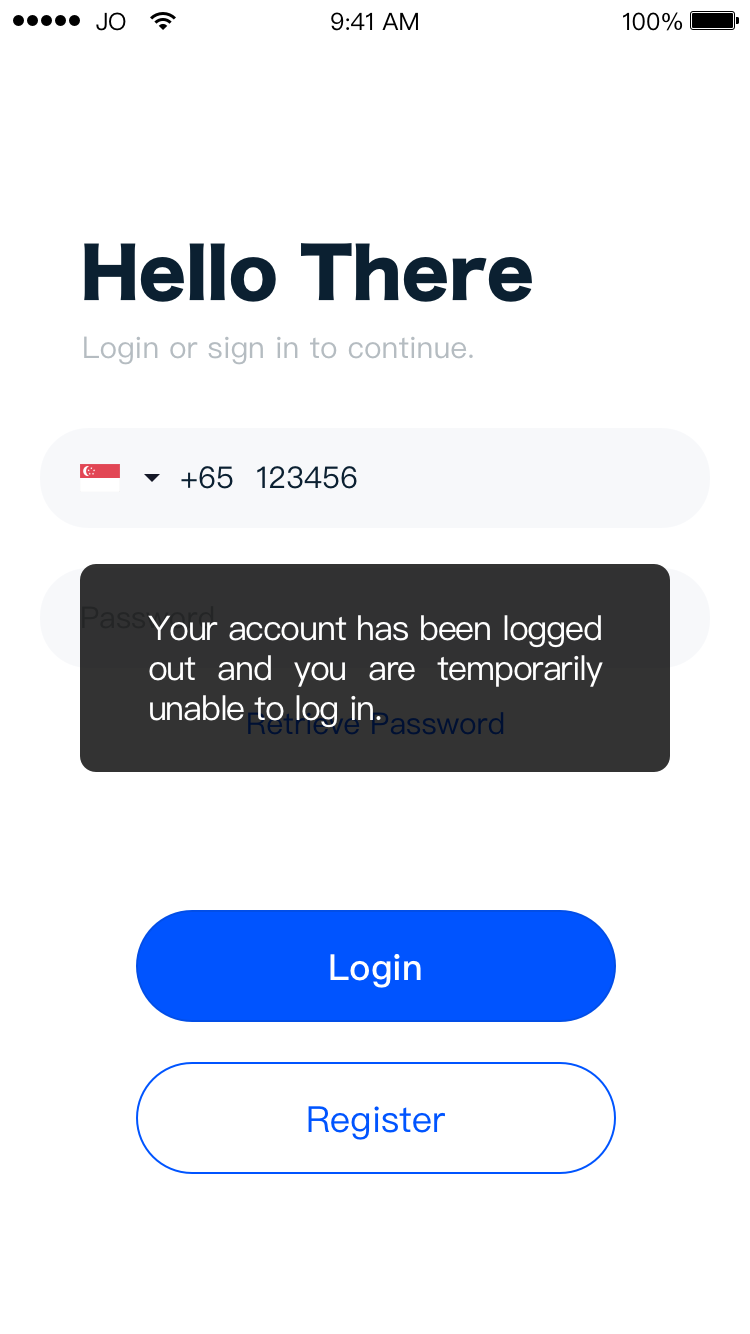 JO 9:41 AM 100%
Hello There
Login or sign in to continue.
+65 123456
Password
Your account has been logged
out and you are temporarily
unable to log in.
Retrieve Password
Login
Register